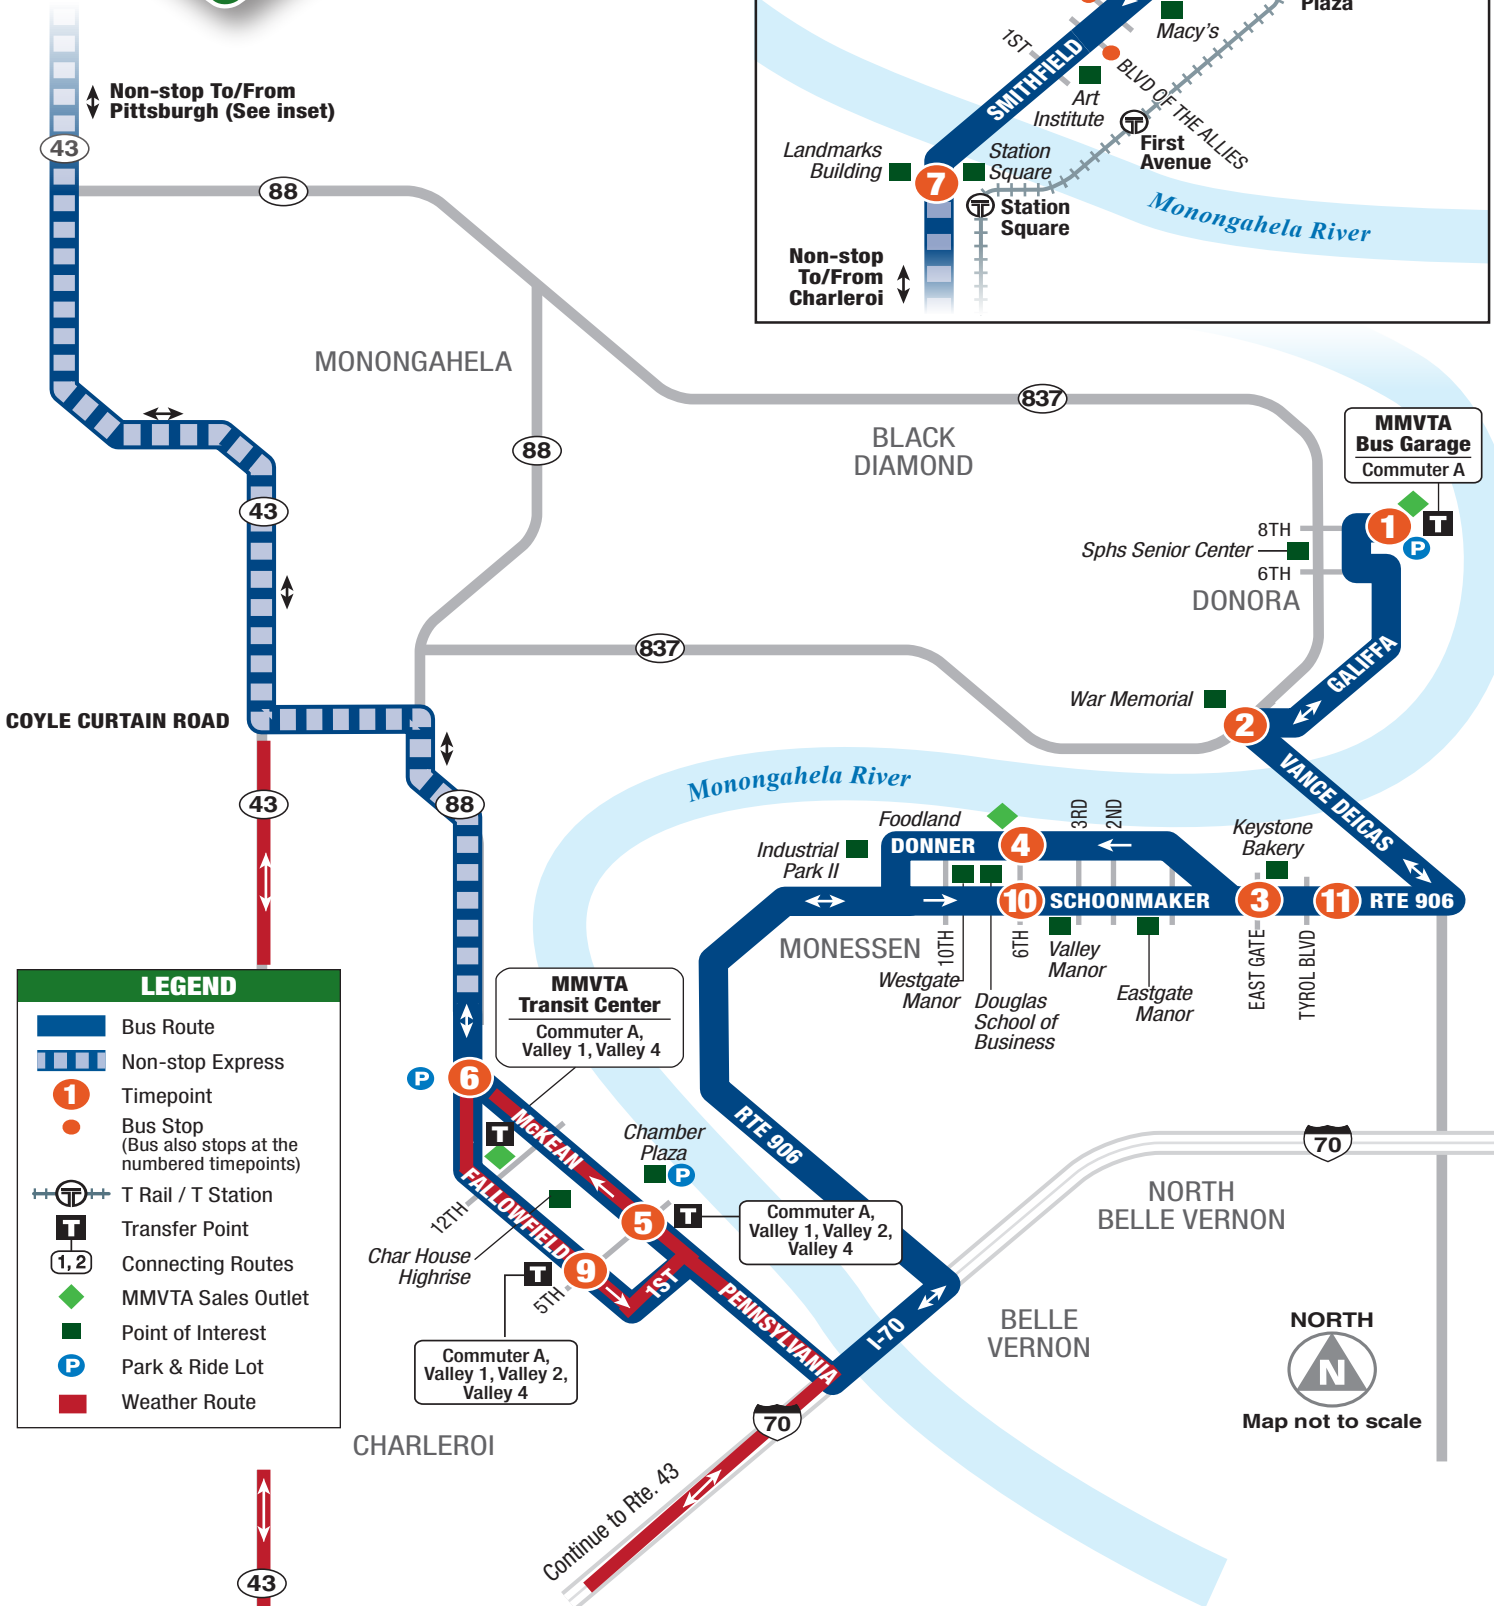 Plaza
Macy's
1ST
SMITHFIELD
BLVD OF THE ALLIES
Art
Institute
First
Avenue
Landmarks
Building
Station
Square
7
Station
Square
Monongahela River
Non-stop
To/From
Charleroi
Non-stop To/From
Pittsburgh (See inset)
43
88
MONONGAHELA
837
BLACK
DIAMOND
88
MMVTA
Bus Garage
Commuter A
43
8TH
1
T
P
Sphs Senior Center
6TH
DONORA
837
GALIFFA
War Memorial
2
COYLE CURTAIN ROAD
VANCE DEICAS
Monongahela River
43
88
Foodland
3RD
2ND
Keystone
Bakery
Industrial
Park II
DONNER
4
10
SCHOONMAKER
3
11
RTE 906
MONESSEN
10TH
6TH
Valley
Manor
EAST GATE
TYROL BLVD
Westgate
Manor
Douglas
School of
Business
Eastgate
Manor
LEGEND
Bus Route
Non-stop Express
1
Timepoint
Bus Stop
(Bus also stops at the
numbered timepoints)
T
T Rail / T Station
T
Transfer Point
1, 2
Connecting Routes
MMVTA Sales Outlet
Point of Interest
P
Park & Ride Lot
Weather Route
MMVTA
Transit Center
Commuter A,
Valley 1, Valley 4
P
6
T
McKEAN
RTE 906
Chamber
Plaza
P
FALLOWFIELD
12TH
5
T
Commuter A,
Valley 1, Valley 2,
Valley 4
Char House
Highrise
T
9
5TH
1ST
PENNSYLVANIA
I-70
Commuter A,
Valley 1, Valley 2,
Valley 4
CHARLEROI
70
NORTH
BELLE VERNON
BELLE
VERNON
NORTH
N
Map not to scale
70
Continue to Rte. 43
43